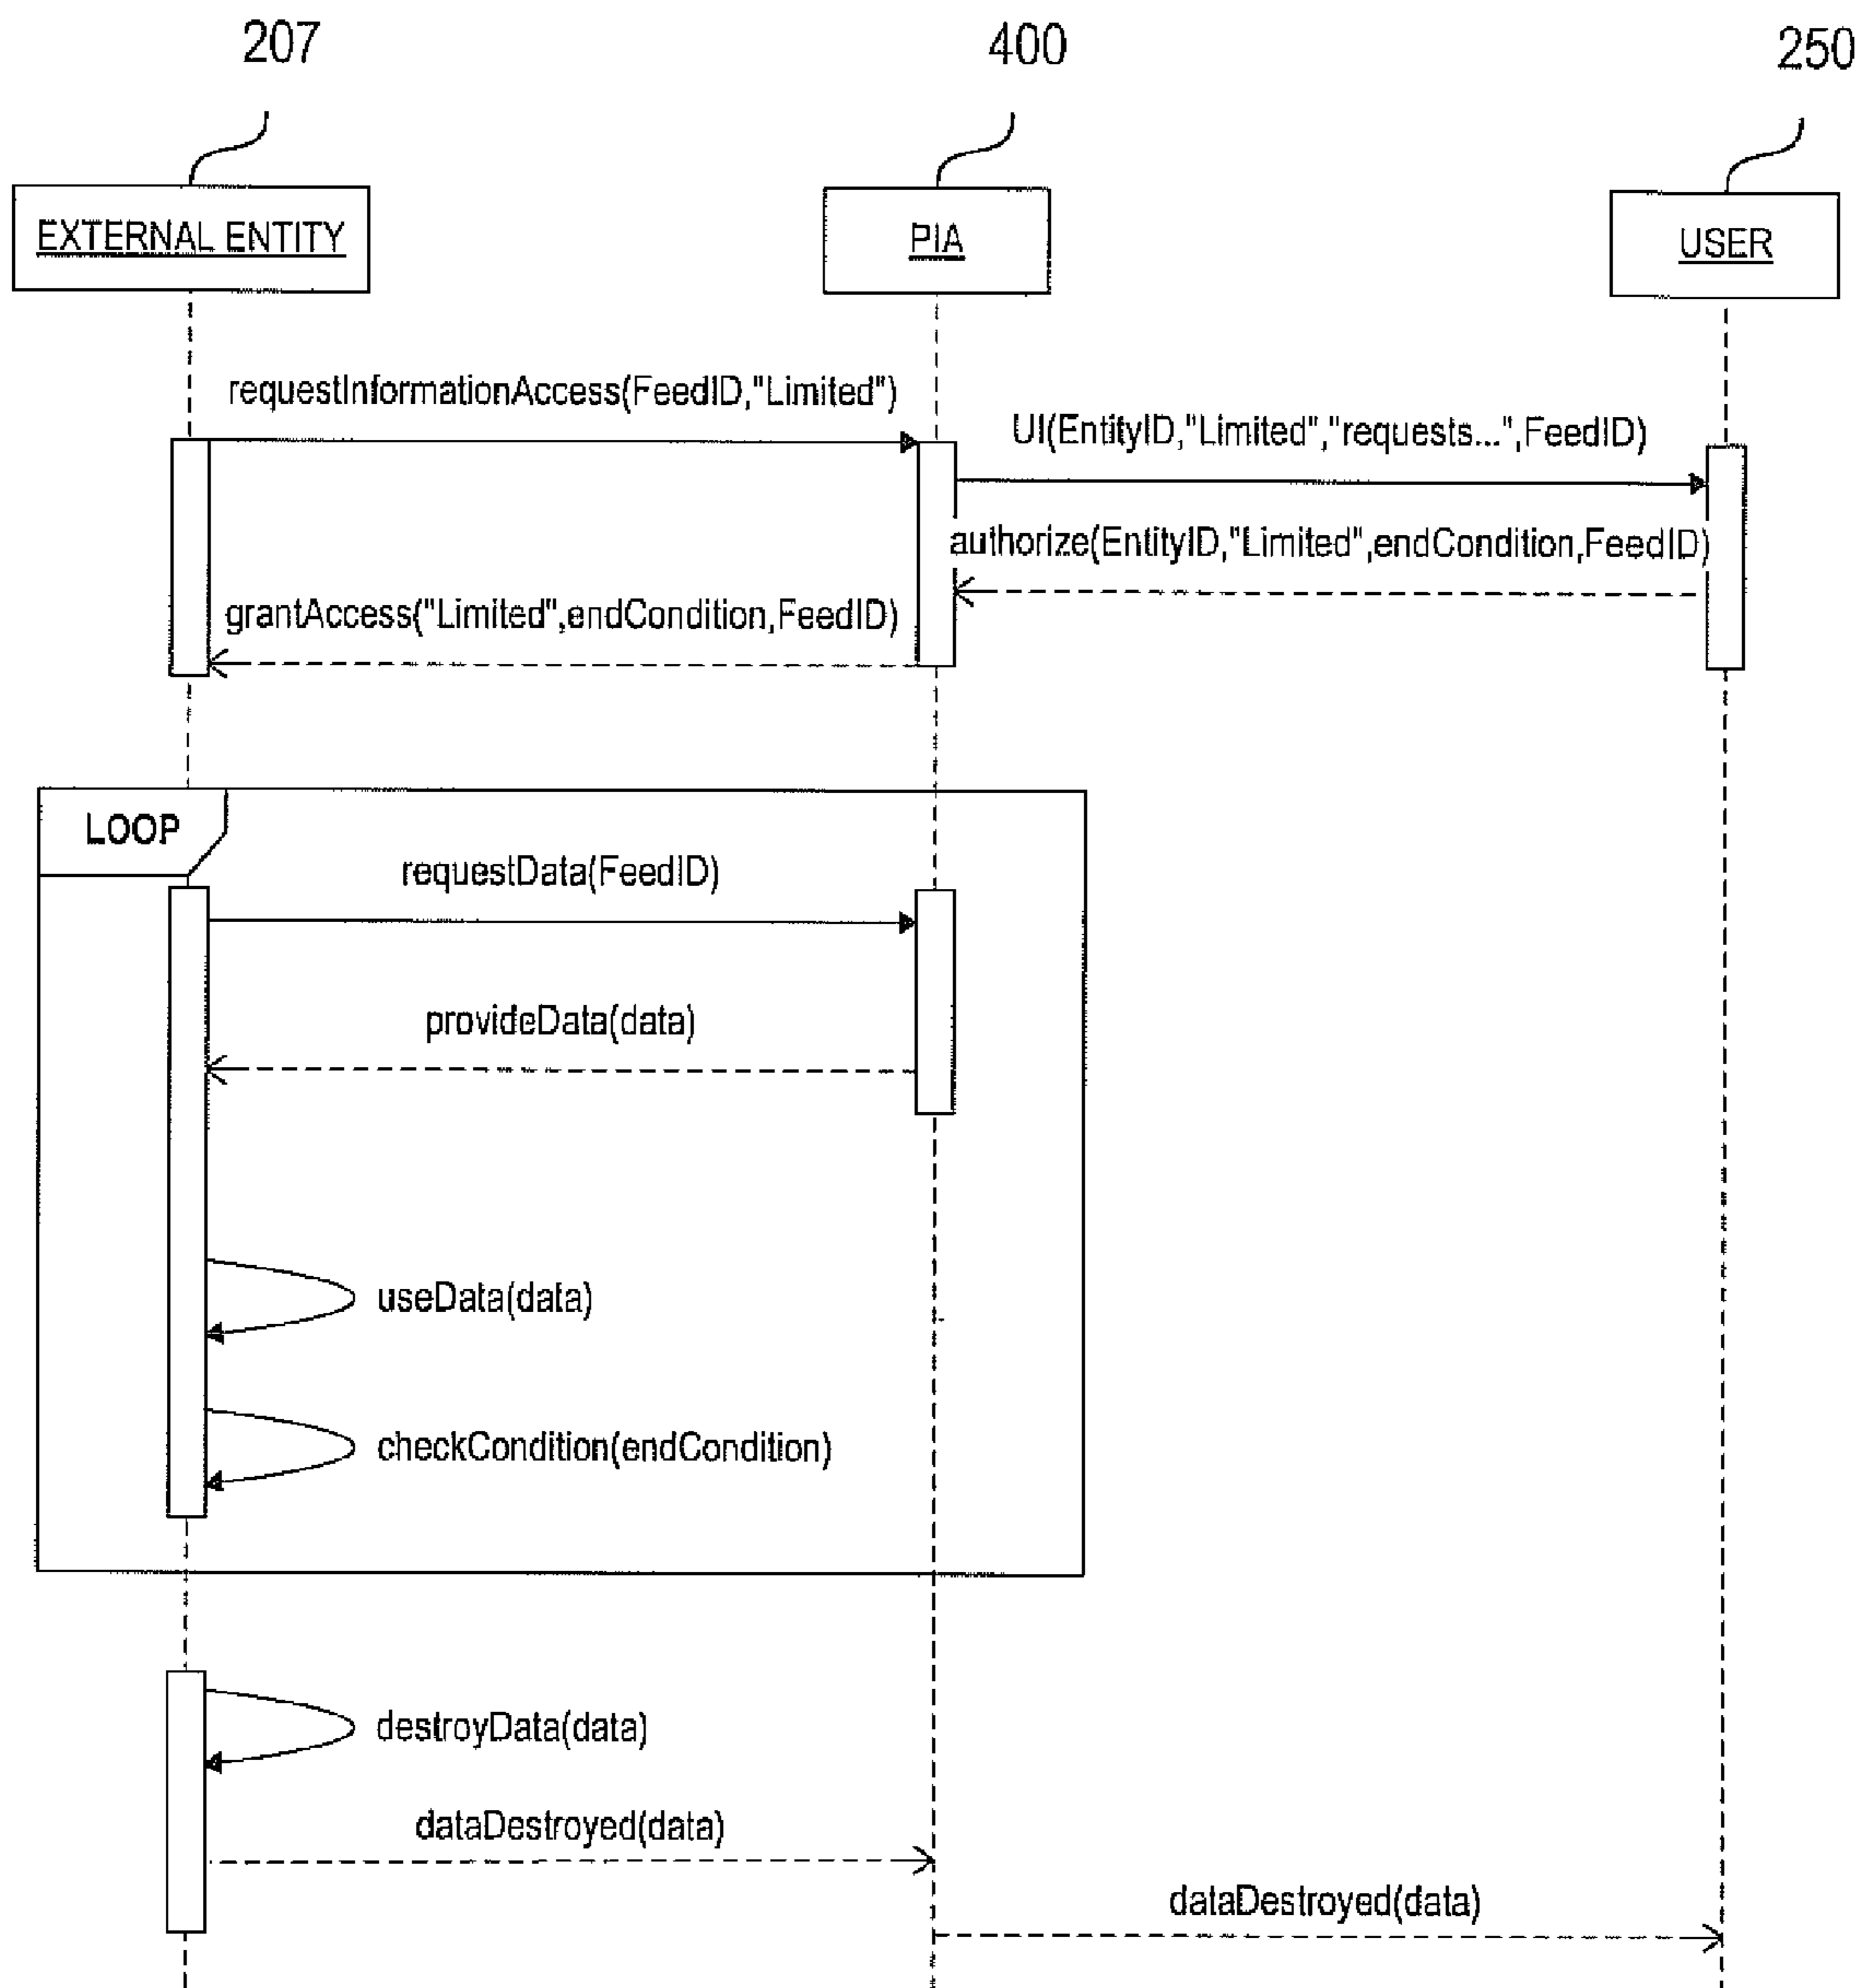 207
400
250
EXTERNAL ENTITY
PIA
USER
requestInformationAccess(FeedID,"Limited")
UI(EntityID,"Limited","requests...",FeedID)
authorize(EntityID,"Limited",endCondition,FeedID)
grantAccess("Limited",endCondition,FeedID)
LOOP
requestData(FeedID)
provideData(data)
useData(data)
checkCondition(endCondition)
destroyData(data)
dataDestroyed(data)
dataDestroyed(data)